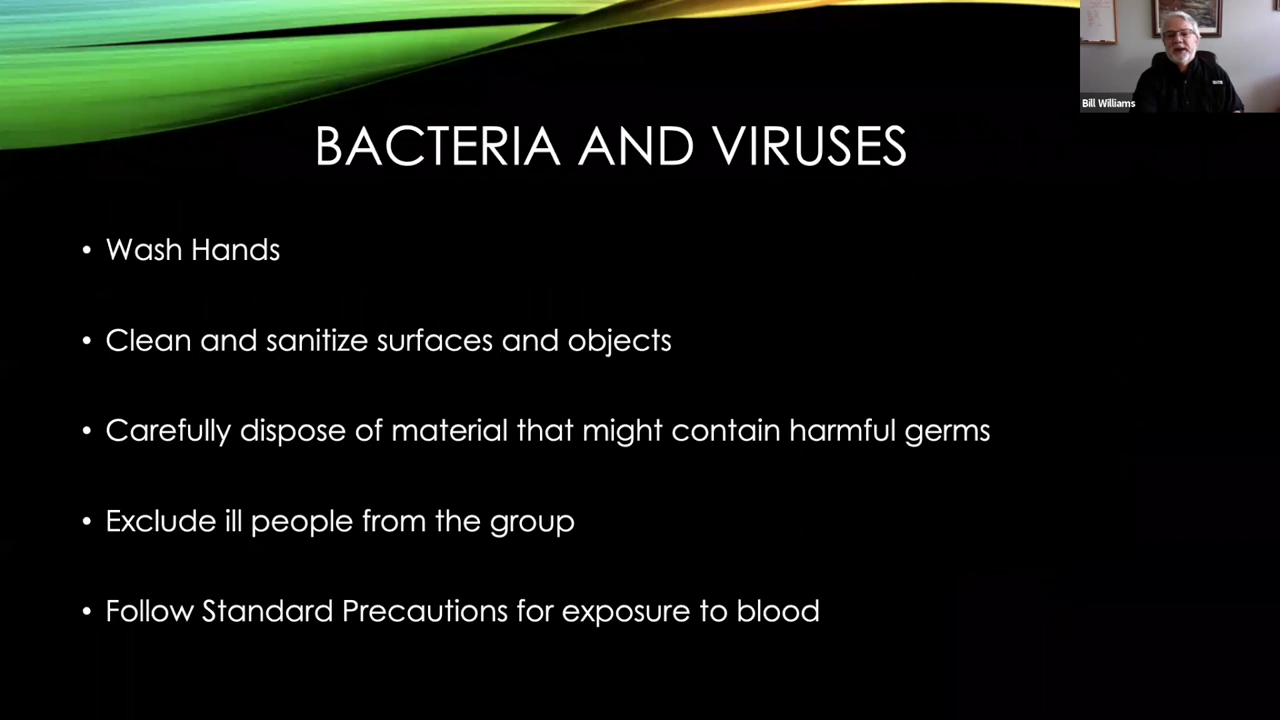 Bill Williams
BACTERIA AND VIRUSES
• Wash Hands
• Clean and sanitize surfaces and objects
• Carefully dispose of material that might contain harmful germs
• Exclude ill people from the group
• Follow Standard Precautions for exposure to blood